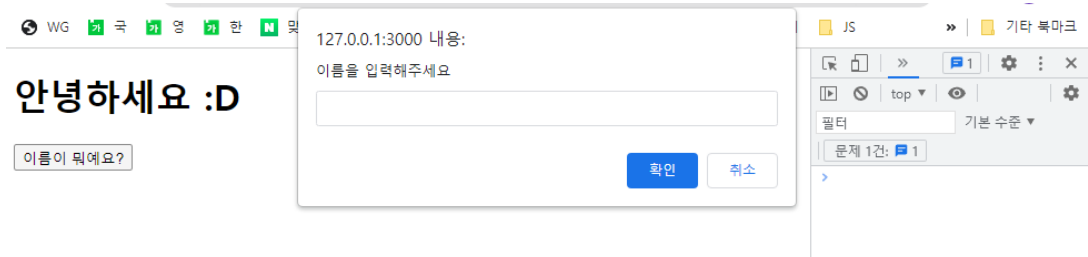 WG 국 영 한 맞
JS » 기타 북마크
127.0.0.1:3000 내용:
이름을 입력해주세요
확인 취소
안녕하세요 :D
이름이 뭐예요?
» 1
top ▼
필터 기본 수준 ▼
문제 1건: 1
>